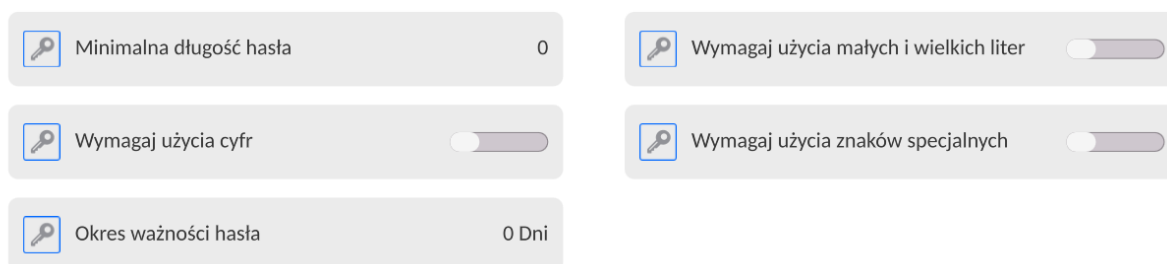 Minimalna długość hasła 0
Wymagaj użycia małych i wielkich liter
Wymagaj użycia cyfr
Wymagaj użycia znaków specjalnych
Okres ważności hasła 0 Dni